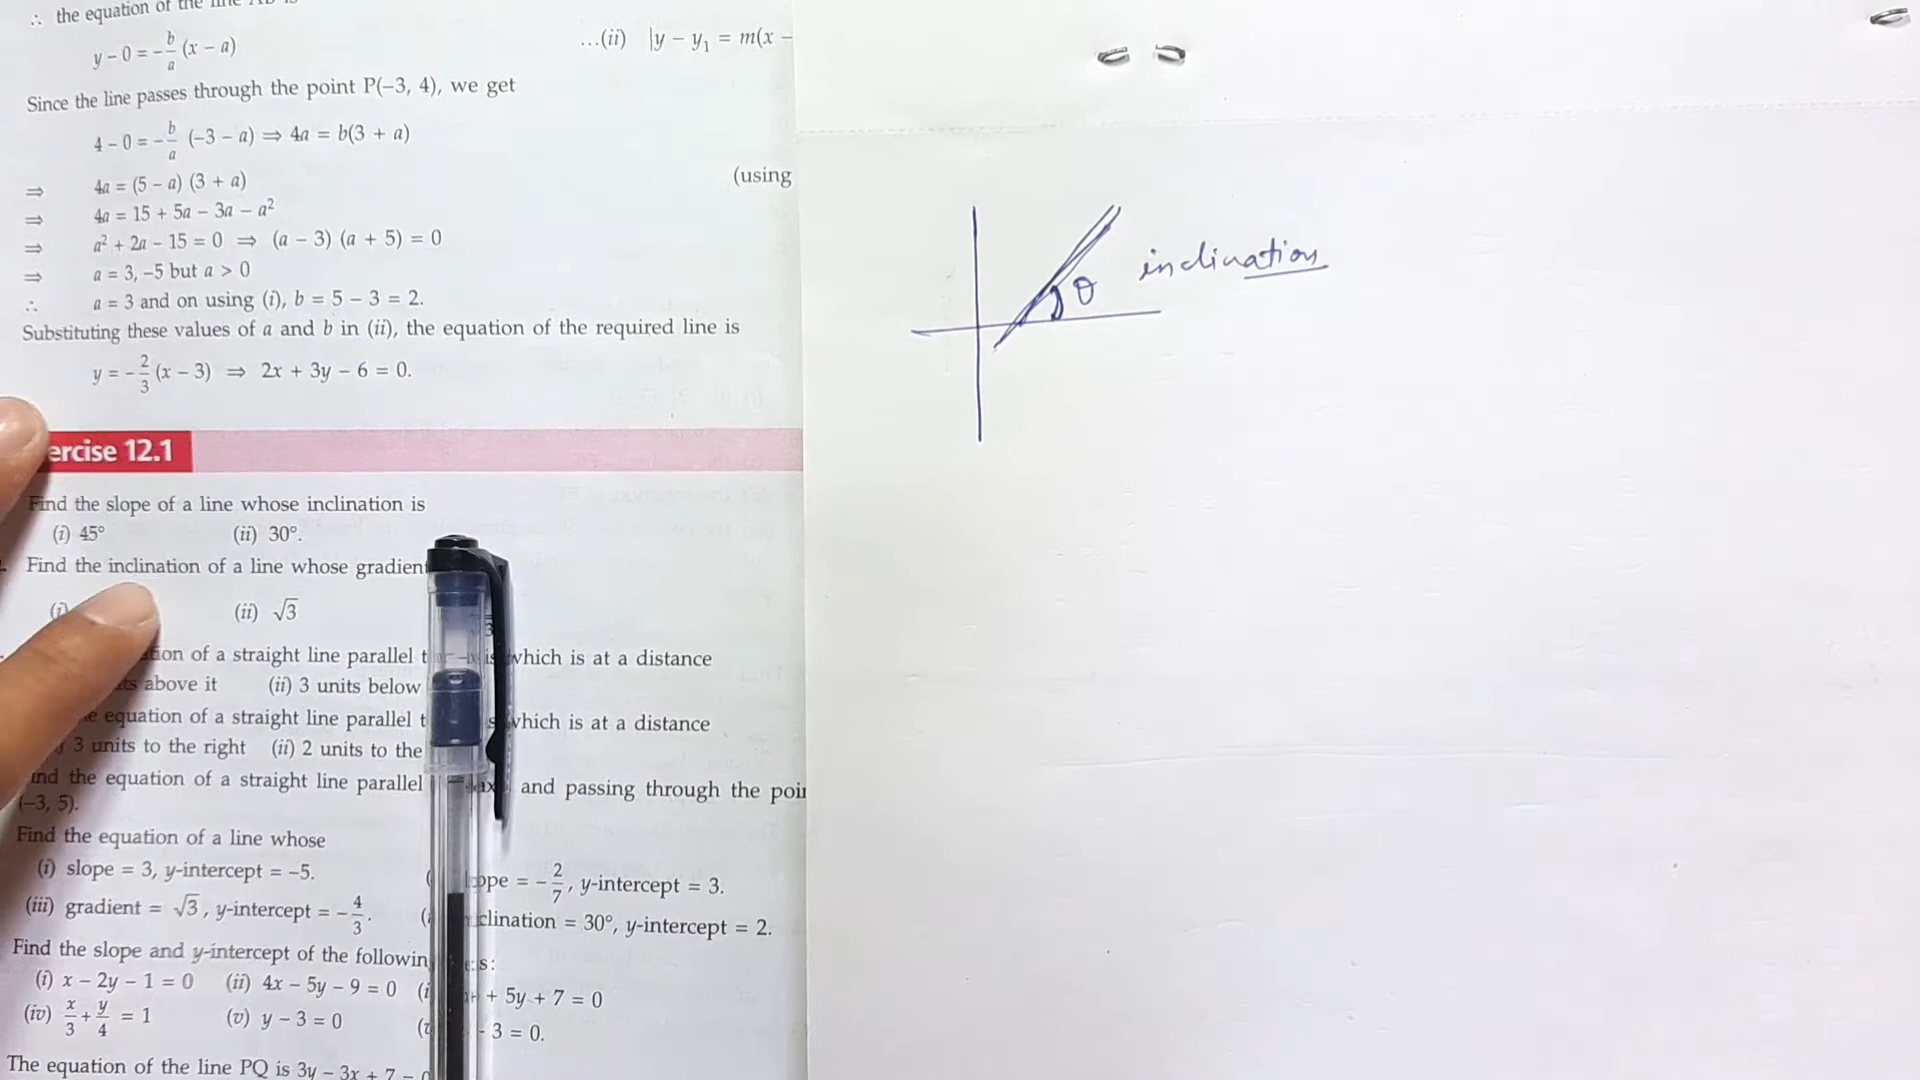 ∴ the equation of the line AB is
y – 0 = –b/a (x – a) ...(ii) |y – y₁ = m(x –
Since the line passes through the point P(–3, 4), we get
4 – 0 = –b/a (–3 – a) ⇒ 4a = b(3 + a)
⇒ 4a = (5 – a) (3 + a) (using
⇒ 4a = 15 + 5a – 3a – a²
⇒ a² + 2a – 15 = 0 ⇒ (a – 3) (a + 5) = 0
⇒ a = 3, –5 but a > 0
∴ a = 3 and on using (i), b = 5 – 3 = 2.
Substituting these values of a and b in (ii), the equation of the required line is
y = –2/3 (x – 3) ⇒ 2x + 3y – 6 = 0.
ercise 12.1
Find the slope of a line whose inclination is
(i) 45° (ii) 30°.
Find the inclination of a line whose gradient
(i) (ii) √3
of a straight line parallel which is at a distance
above it (ii) 3 units below
equation of a straight line parallel which is at a distance
3 units to the right (ii) 2 units to the
the equation of a straight line parallel and passing through the poin
(–3, 5).
Find the equation of a line whose
(i) slope = 3, y-intercept = –5. = –2/7, y-intercept = 3.
(iii) gradient = √3, y-intercept = –4/3. clination = 30°, y-intercept = 2.
Find the slope and y-intercept of the followin
(i) x – 2y – 1 = 0 (ii) 4x – 5y – 9 = 0 + 5y + 7 = 0
(iv) x/3 + y/4 = 1 (v) y – 3 = 0 – 3 = 0.
The equation of the line PQ is 3y – 3x + 7
θ inclination